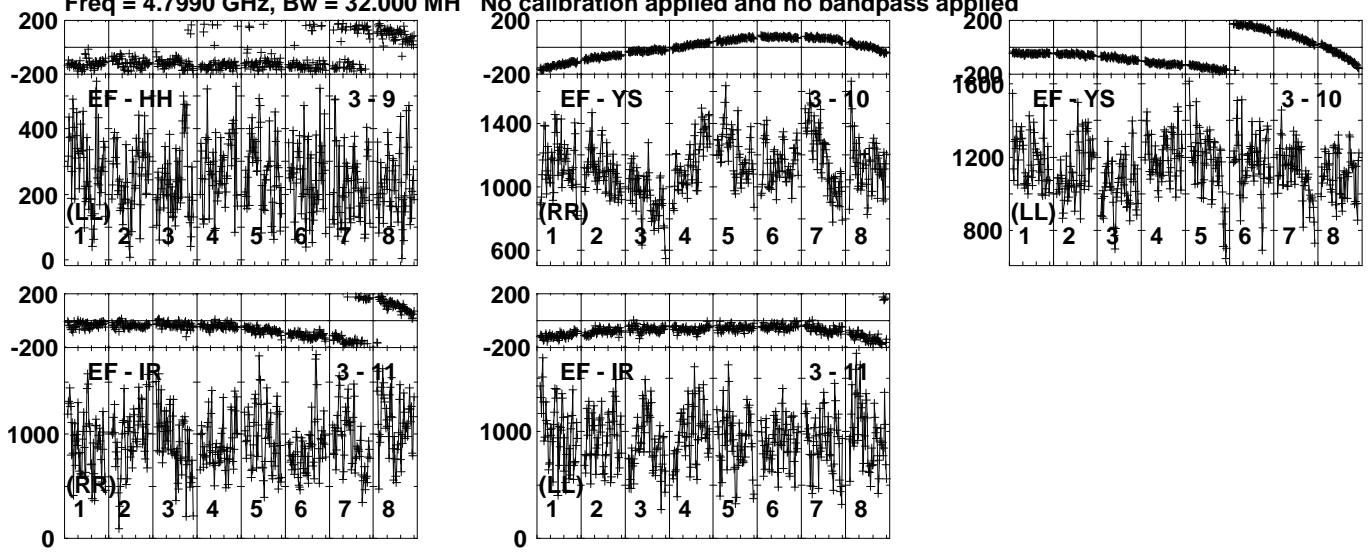 Freq = 4.7990 GHz, Bw = 32.000 MH No calibration applied and no bandpass applied
200
-200
EF - HH 3 - 9
400
200
(LL)
0
1 2 3 4 5 6 7 8
200
-200
EF - YS 3 - 10
1400
1000
(RR)
600
1 2 3 4 5 6 7 8
200
200
1600
EF - YS 3 - 10
1200
(LL)
800
1 2 3 4 5 6 7 8
200
-200
EF - IR 3 - 11
1000
(RR)
1 2 3 4 5 6 7 8
0
200
-200
EF - IR 3 - 11
1000
(LL)
1 2 3 4 5 6 7 8
0